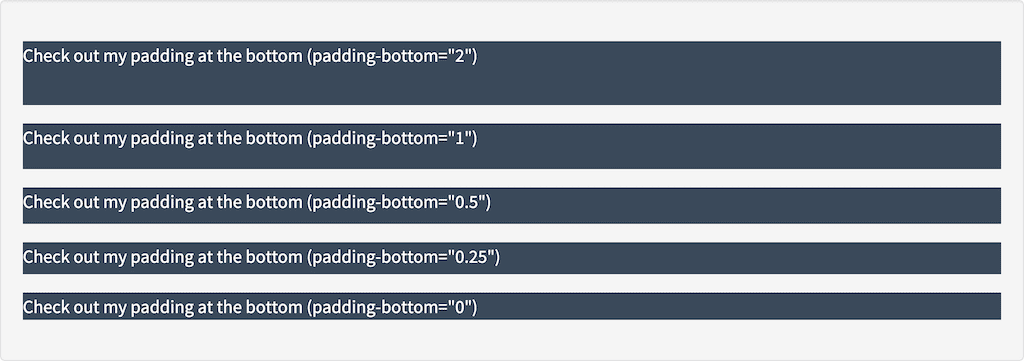 Check out my padding at the bottom (padding-bottom="2")
Check out my padding at the bottom (padding-bottom="1")
Check out my padding at the bottom (padding-bottom="0.5")
Check out my padding at the bottom (padding-bottom="0.25")
Check out my padding at the bottom (padding-bottom="0")